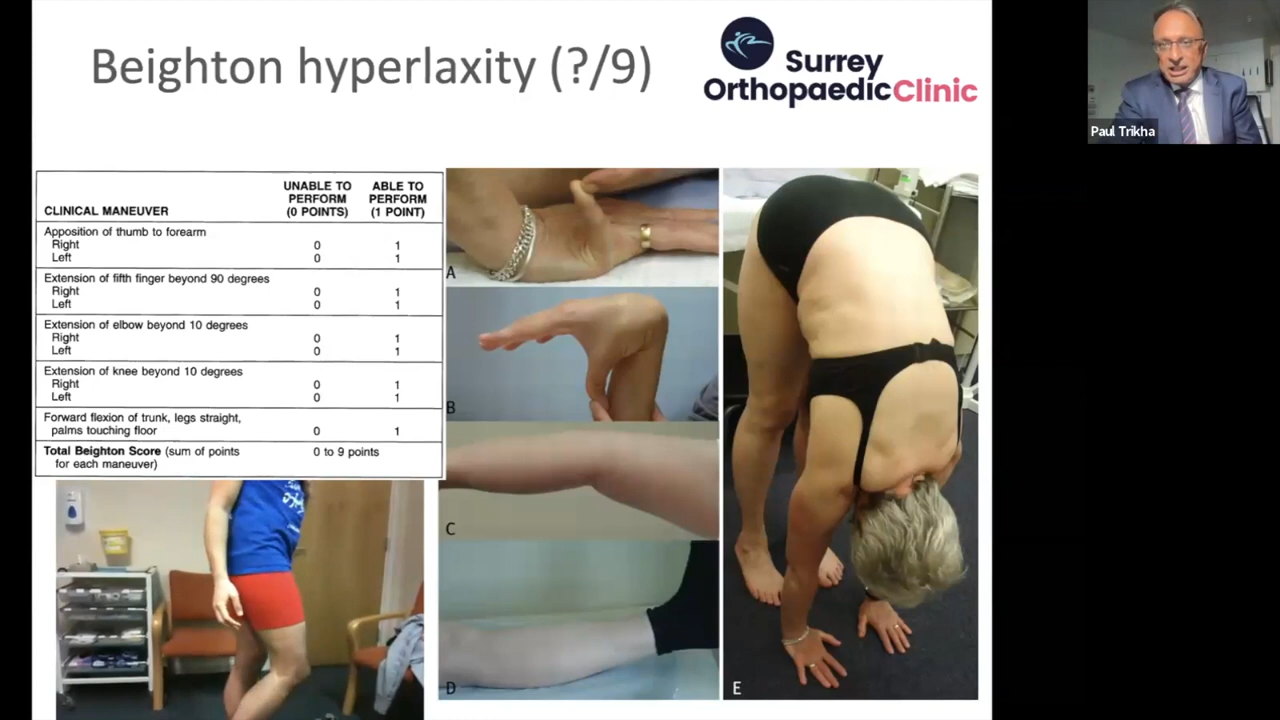 Beighton hyperlaxity (?/9)
Surrey
OrthopaedicClinic
Paul Trikha
CLINICAL MANEUVER
UNABLE TO
PERFORM
(0 POINTS)
ABLE TO
PERFORM
(1 POINT)
Apposition of thumb to forearm
Right 0 1
Left 0 1
Extension of fifth finger beyond 90 degrees
Right 0 1
Left 0 1
Extension of elbow beyond 10 degrees
Right 0 1
Left 0 1
Extension of knee beyond 10 degrees
Right 0 1
Left 0 1
Forward flexion of trunk, legs straight,
palms touching floor 0 1
Total Beighton Score (sum of points 0 to 9 points
for each maneuver)
A
B
C
D
E